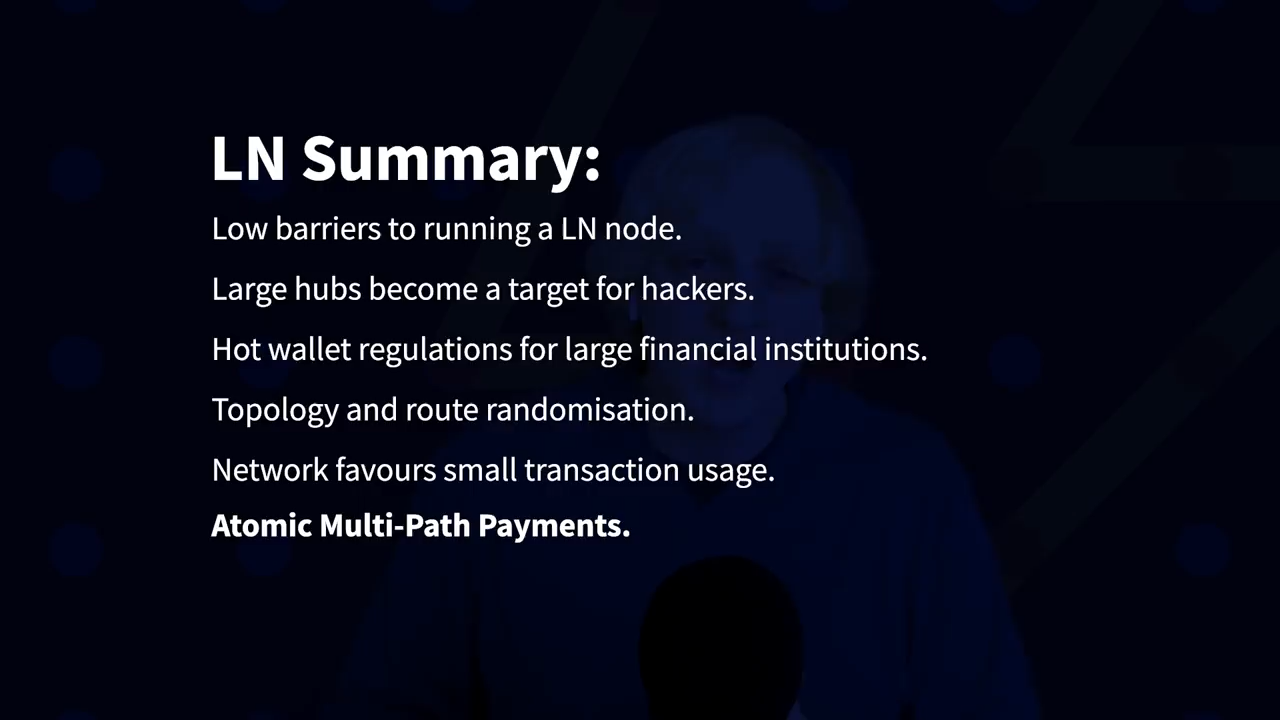 LN Summary:
Low barriers to running a LN node.
Large hubs become a target for hackers.
Hot wallet regulations for large financial institutions.
Topology and route randomisation.
Network favours small transaction usage.
Atomic Multi-Path Payments.